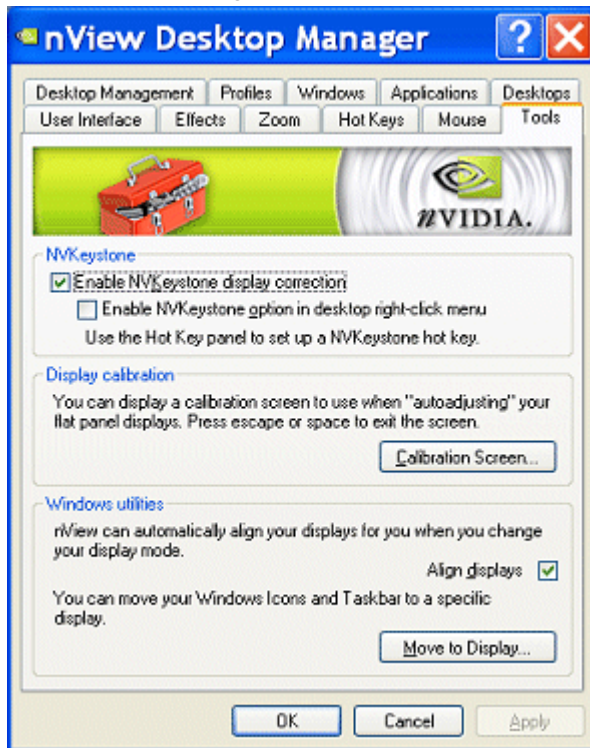 nView Desktop Manager
Desktop Management Profiles Windows Applications Desktops
User Interface Effects Zoom Hot Keys Mouse Tools
NVIDIA.
NVKeystone
Enable NVKeystone display correction
Enable NVKeystone option in desktop right-click menu
Use the Hot Key panel to set up a NVKeystone hot key.
Display calibration
You can display a calibration screen to use when "autoadjusting" your
flat panel displays. Press escape or space to exit the screen.
Calibration Screen...
Windows utilities
nView can automatically align your displays for you when you change
your display mode.
Align displays
You can move your Windows Icons and Taskbar to a specific
display.
Move to Display...
OK Cancel Apply